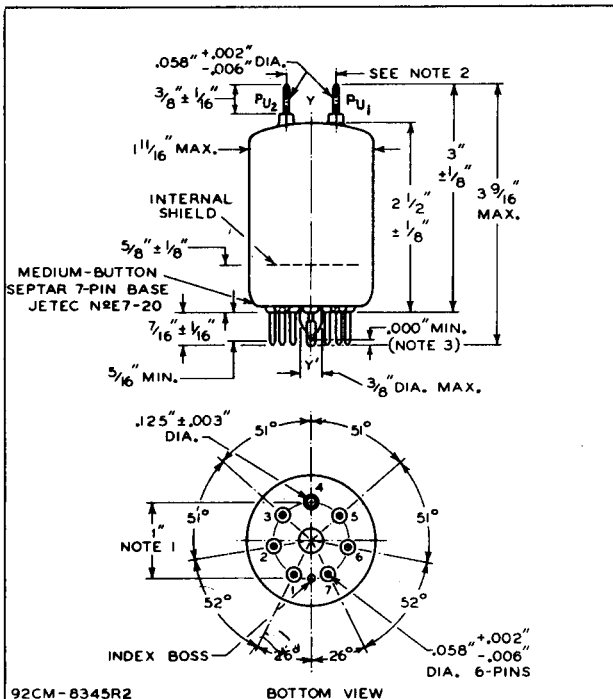 .058" +.002" -.006" DIA.
SEE NOTE 2
3/8" ± 1/16"
PU2
Y
PU1
1 11/16" MAX.
3" ± 1/8"
2 1/2" ± 1/8"
3 9/16" MAX.
INTERNAL SHIELD
5/8" ± 1/8"
MEDIUM-BUTTON
SEPTAR 7-PIN BASE
JETEC NºE7-20
7/16" ± 1/16"
.000" MIN.
(NOTE 3)
5/16" MIN.
Y'
3/8" DIA. MAX.
.125" ±.003"
DIA.
51°
51°
4
3
5
51°
51°
1"
NOTE 1
2
6
1
7
52°
52°
INDEX BOSS
26°
26°
.058" +.002" -.006"
DIA. 6-PINS
92CM-8345R2
BOTTOM VIEW